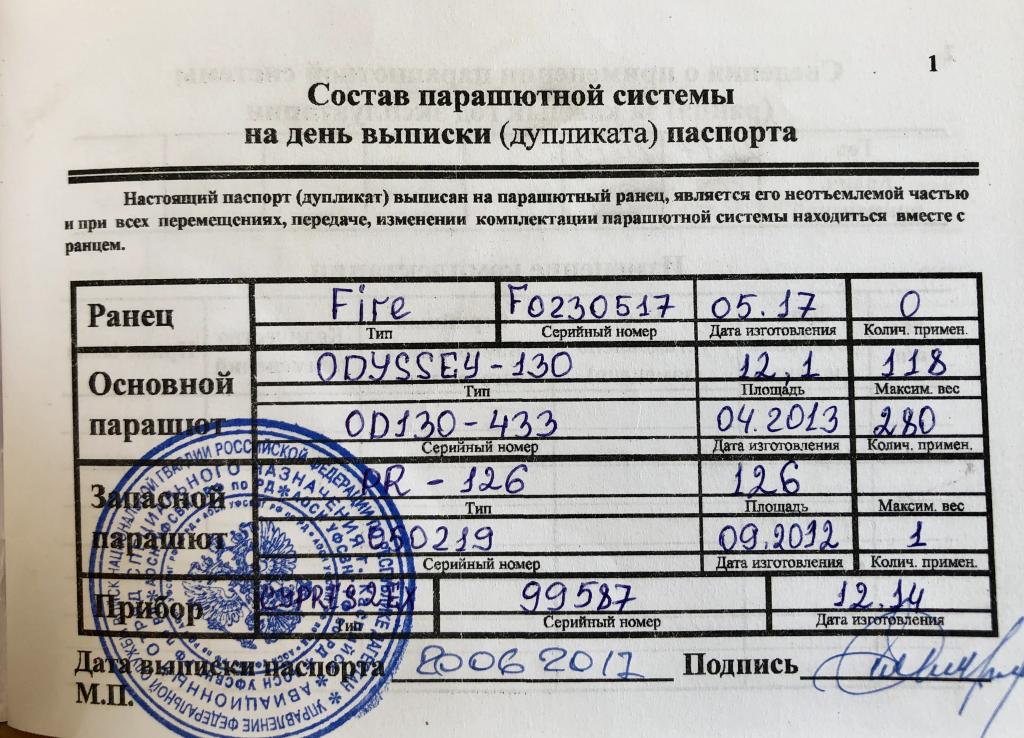 1
Состав парашютной системы
на день выписки (дупликата) паспорта
Настоящий паспорт (дупликат) выписан на парашютный ранец, является его неотъемлемой частью
и при всех перемещениях, передаче, изменении комплектации парашютной системы находиться вместе с
ранцем.
Ранец Fire F0230517 05.17 0
Тип Серийный номер Дата изготовления Колич. примен.
Основной парашют ODYSSEY-130 12,1 118
Тип Площадь Максим. вес
OD130-433 04.2013 280
Серийный номер Дата изготовления Колич. примен.
Запасной парашют PR-126 126
Тип Площадь Максим. вес
050219 09.2012 1
Серийный номер Дата изготовления Колич. примен.
Прибор CYPRES 2 99587 12.14
Тип Серийный номер Дата изготовления
Дата выписки паспорта 20062017 Подпись
М.П.